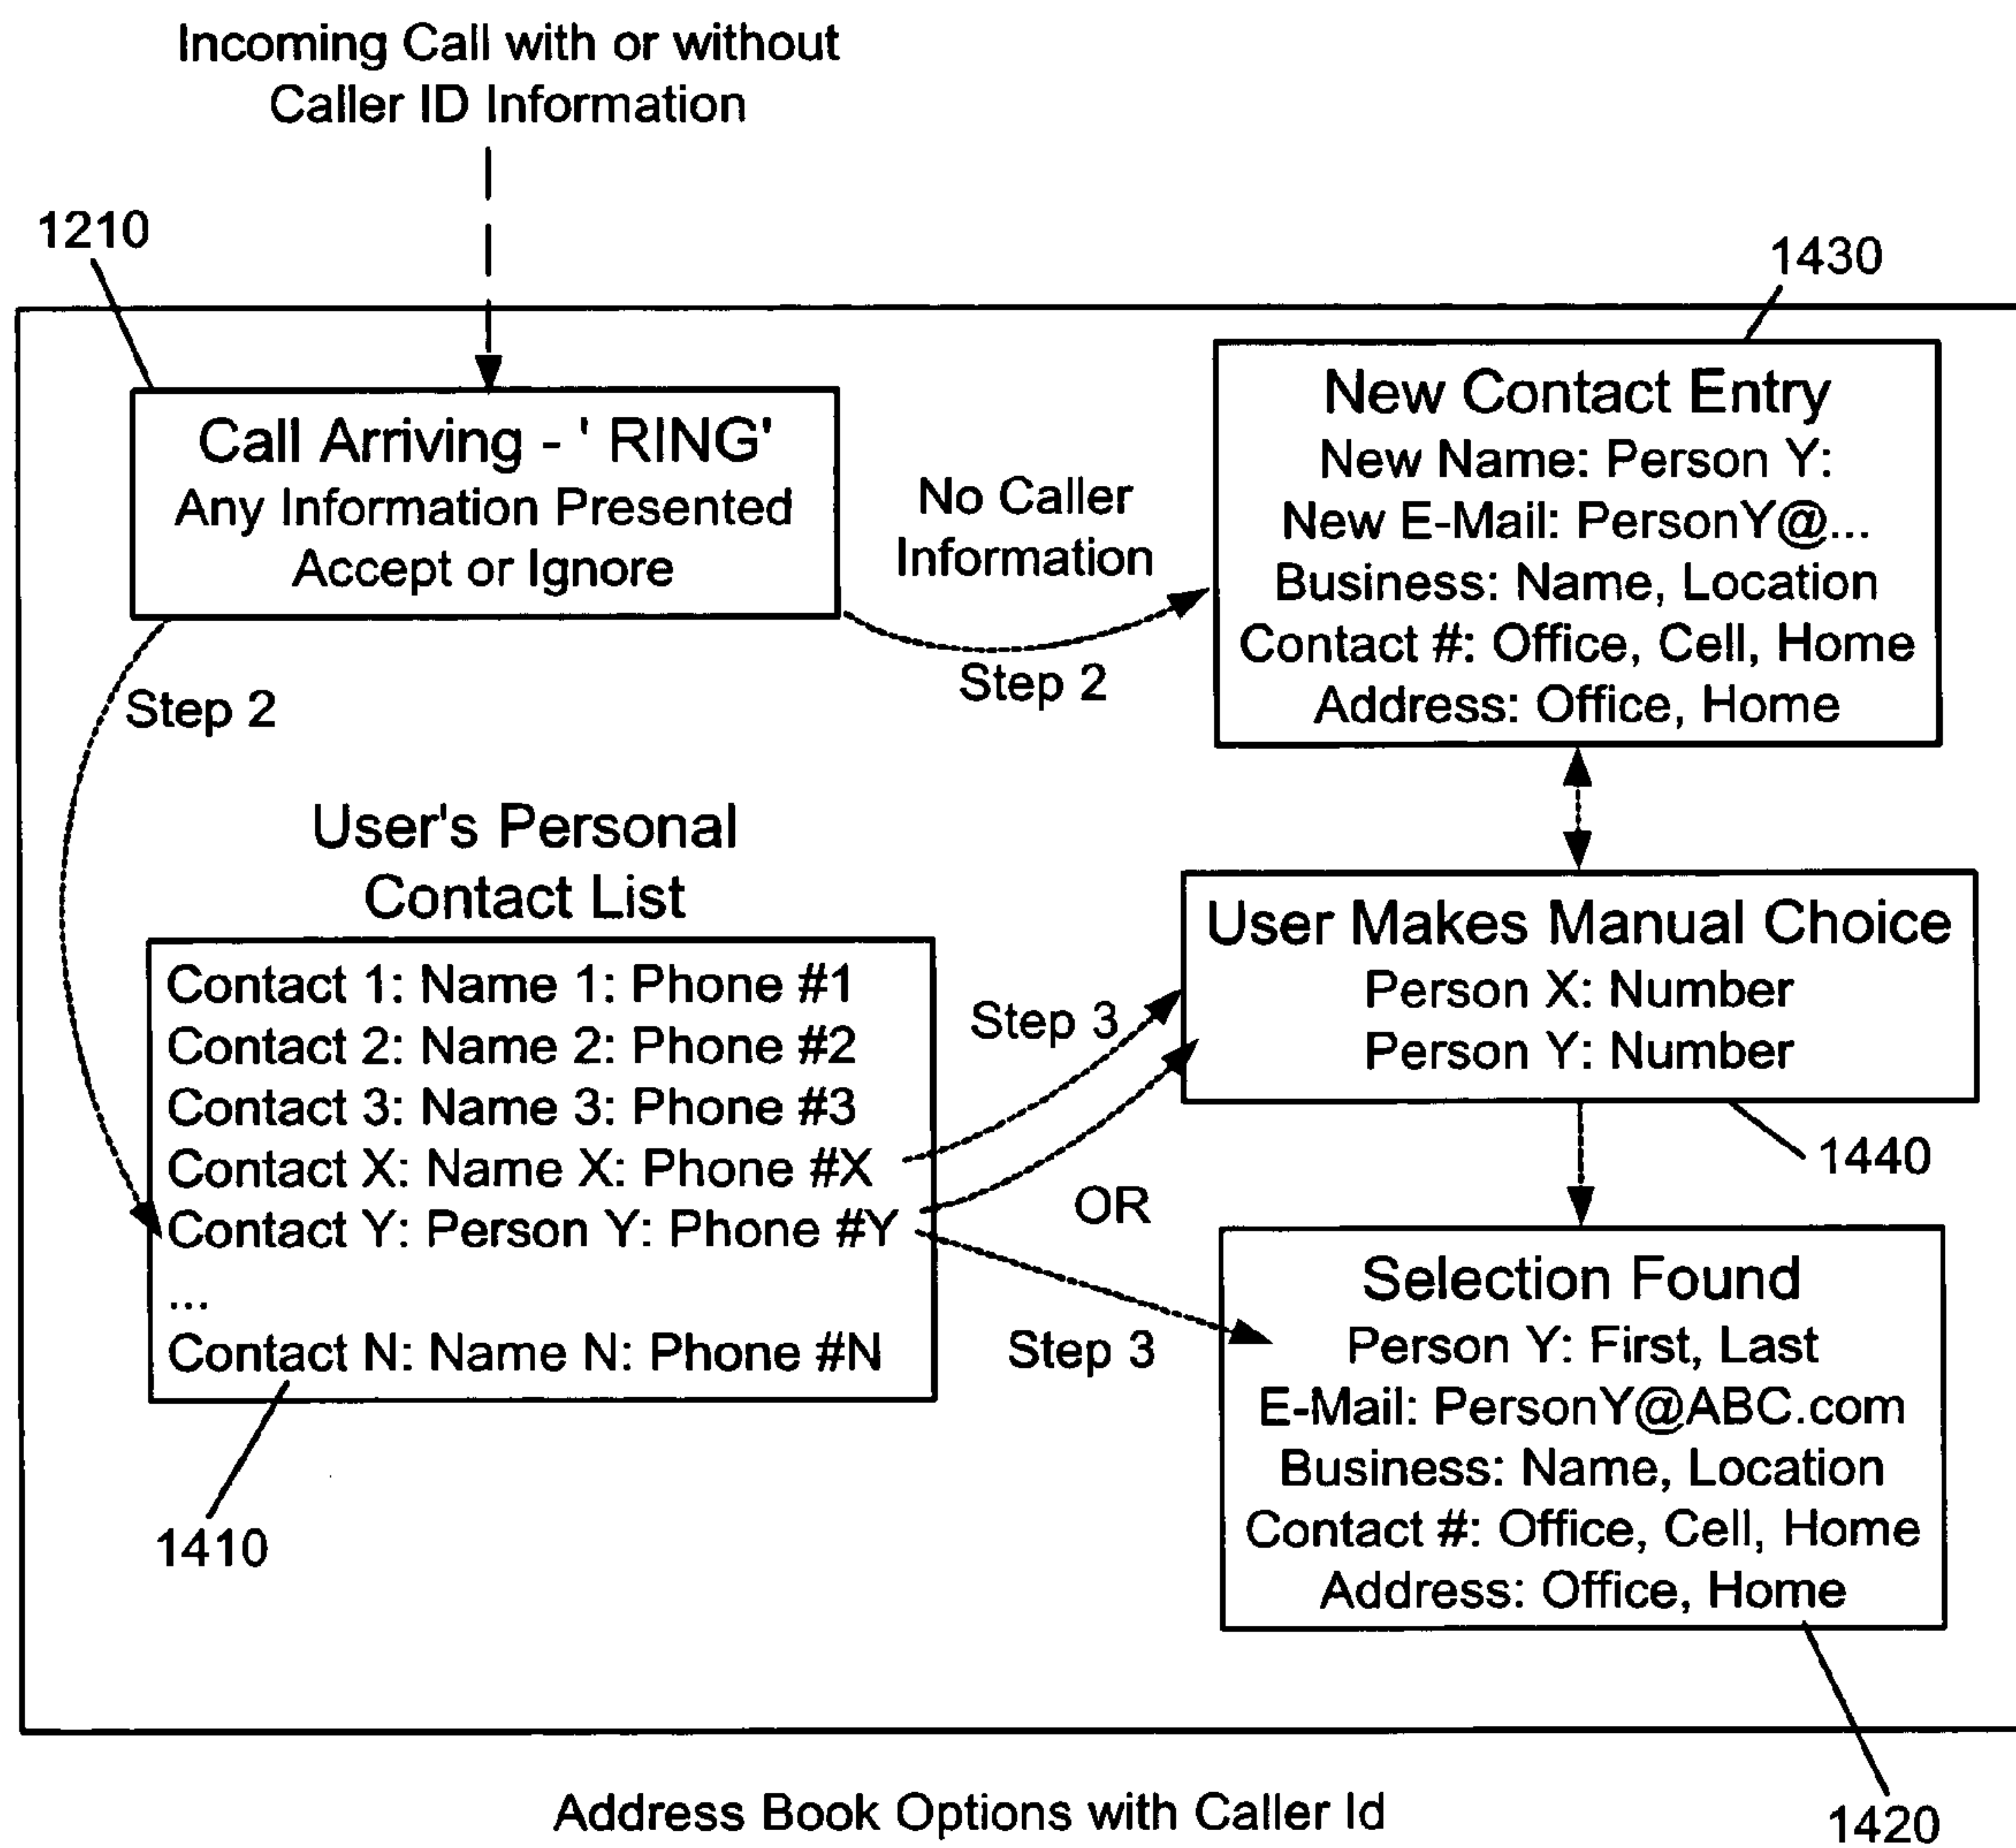 Incoming Call with or without
Caller ID Information
1210
1430
Call Arriving - ' RING'
Any Information Presented
Accept or Ignore
No Caller
Information
Step 2
New Contact Entry
New Name: Person Y:
New E-Mail: PersonY@...
Business: Name, Location
Contact #: Office, Cell, Home
Address: Office, Home
Step 2
User's Personal
Contact List
Contact 1: Name 1: Phone #1
Contact 2: Name 2: Phone #2
Contact 3: Name 3: Phone #3
Contact X: Name X: Phone #X
Contact Y: Person Y: Phone #Y
...
Contact N: Name N: Phone #N
1410
Step 3
OR
Step 3
User Makes Manual Choice
Person X: Number
Person Y: Number
1440
Selection Found
Person Y: First, Last
E-Mail: PersonY@ABC.com
Business: Name, Location
Contact #: Office, Cell, Home
Address: Office, Home
1420
Address Book Options with Caller Id